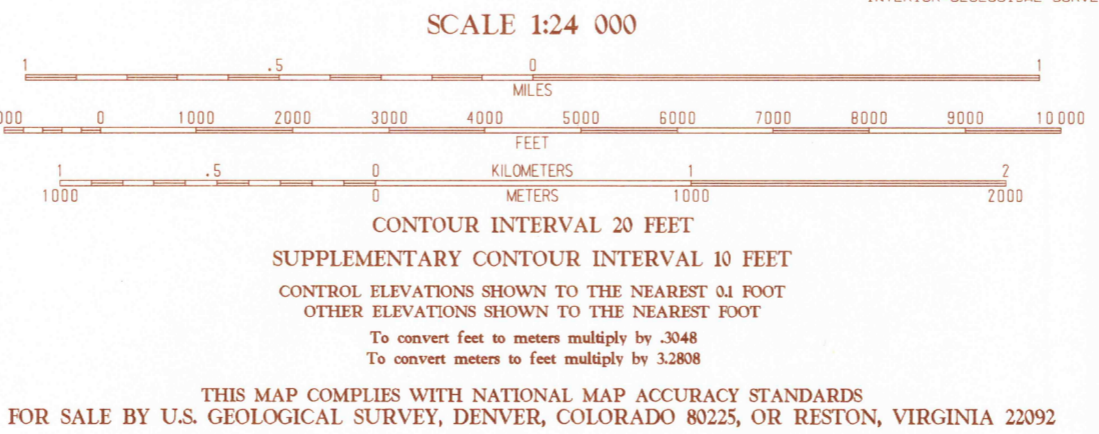 SCALE 1:24 000
1 .5 0 1
MILES
0 1000 2000 3000 4000 5000 6000 7000 8000 9000 10 000
FEET
1 .5 0 KILOMETERS 1 2
1000 0 METERS 1000 2000
CONTOUR INTERVAL 20 FEET
SUPPLEMENTARY CONTOUR INTERVAL 10 FEET
CONTROL ELEVATIONS SHOWN TO THE NEAREST 0.1 FOOT
OTHER ELEVATIONS SHOWN TO THE NEAREST FOOT
To convert feet to meters multiply by .3048
To convert meters to feet multiply by 3.2808
THIS MAP COMPLIES WITH NATIONAL MAP ACCURACY STANDARDS
FOR SALE BY U.S. GEOLOGICAL SURVEY, DENVER, COLORADO 80225, OR RESTON, VIRGINIA 22092